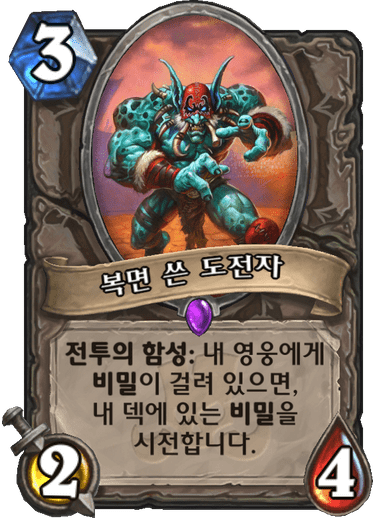 3
복면 쓴 도전자
전투의 함성: 내 영웅에게
비밀이 걸려 있으면,
내 덱에 있는 비밀을
시전합니다.
2
4